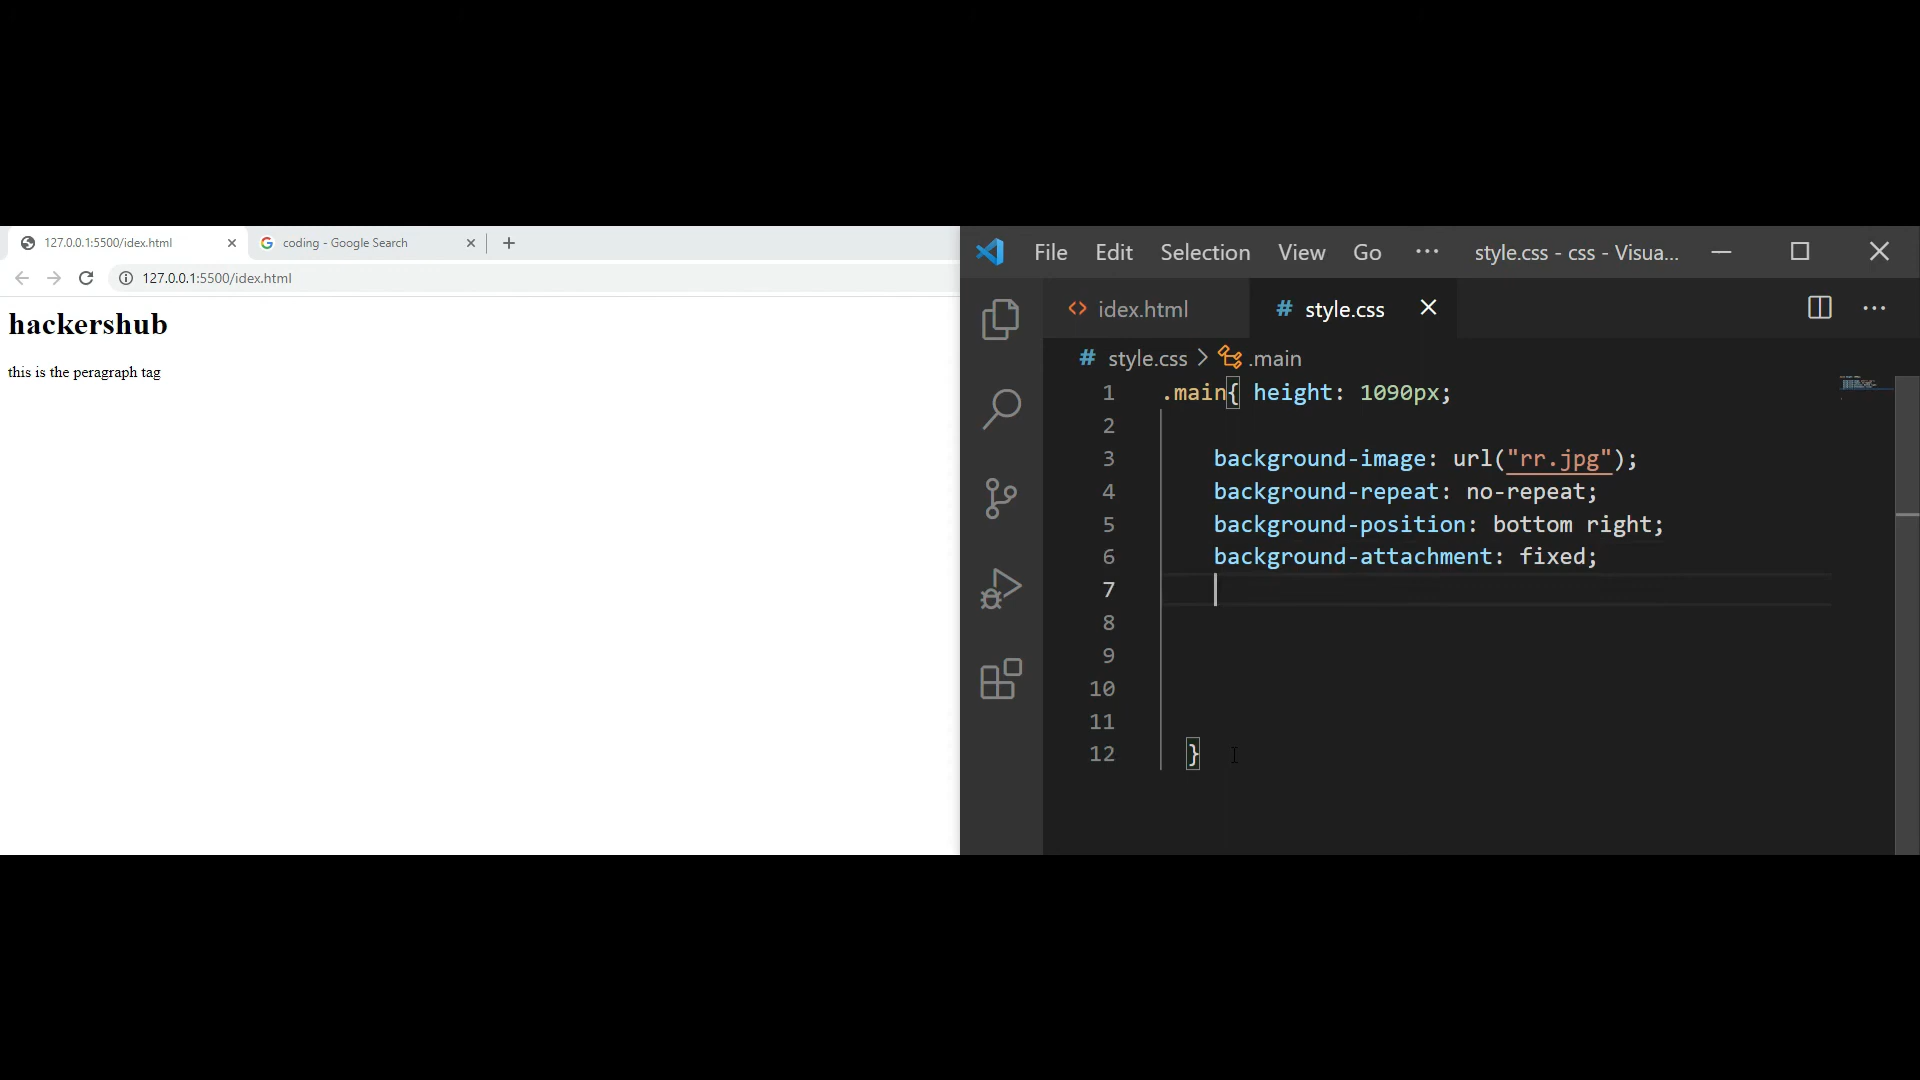 127.0.0.1:5500/idex.html
coding - Google Search
127.0.0.1:5500/idex.html
hackershub
this is the peragraph tag
File Edit Selection View Go ··· style.css - css - Visua...
<> idex.html
# style.css
# style.css > .main
1 .main{ height: 1090px;
2
3 background-image: url("rr.jpg");
4 background-repeat: no-repeat;
5 background-position: bottom right;
6 background-attachment: fixed;
7
8
9
10
11
12 }